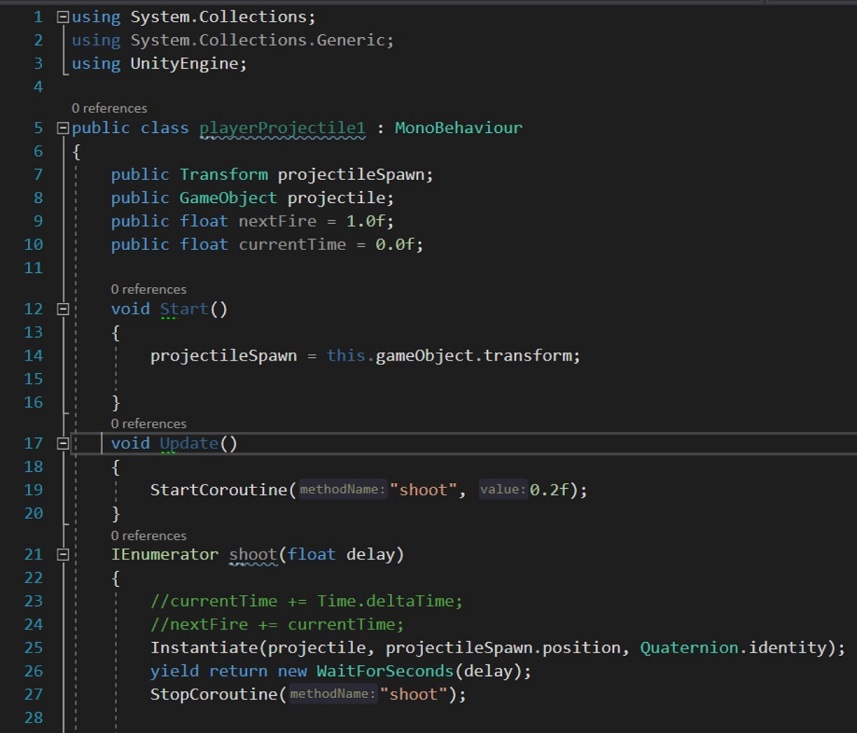 1 using System.Collections;
2 using System.Collections.Generic;
3 using UnityEngine;
4
0 references
5 public class playerProjectile1 : MonoBehaviour
6 {
7 public Transform projectileSpawn;
8 public GameObject projectile;
9 public float nextFire = 1.0f;
10 public float currentTime = 0.0f;
11
0 references
12 void Start()
13 {
14 projectileSpawn = this.gameObject.transform;
15
16 }
0 references
17 void Update()
18 {
19 StartCoroutine(methodName:"shoot", value:0.2f);
20 }
0 references
21 IEnumerator shoot(float delay)
22 {
23 //currentTime += Time.deltaTime;
24 //nextFire += currentTime;
25 Instantiate(projectile, projectileSpawn.position, Quaternion.identity);
26 yield return new WaitForSeconds(delay);
27 StopCoroutine(methodName:"shoot");
28